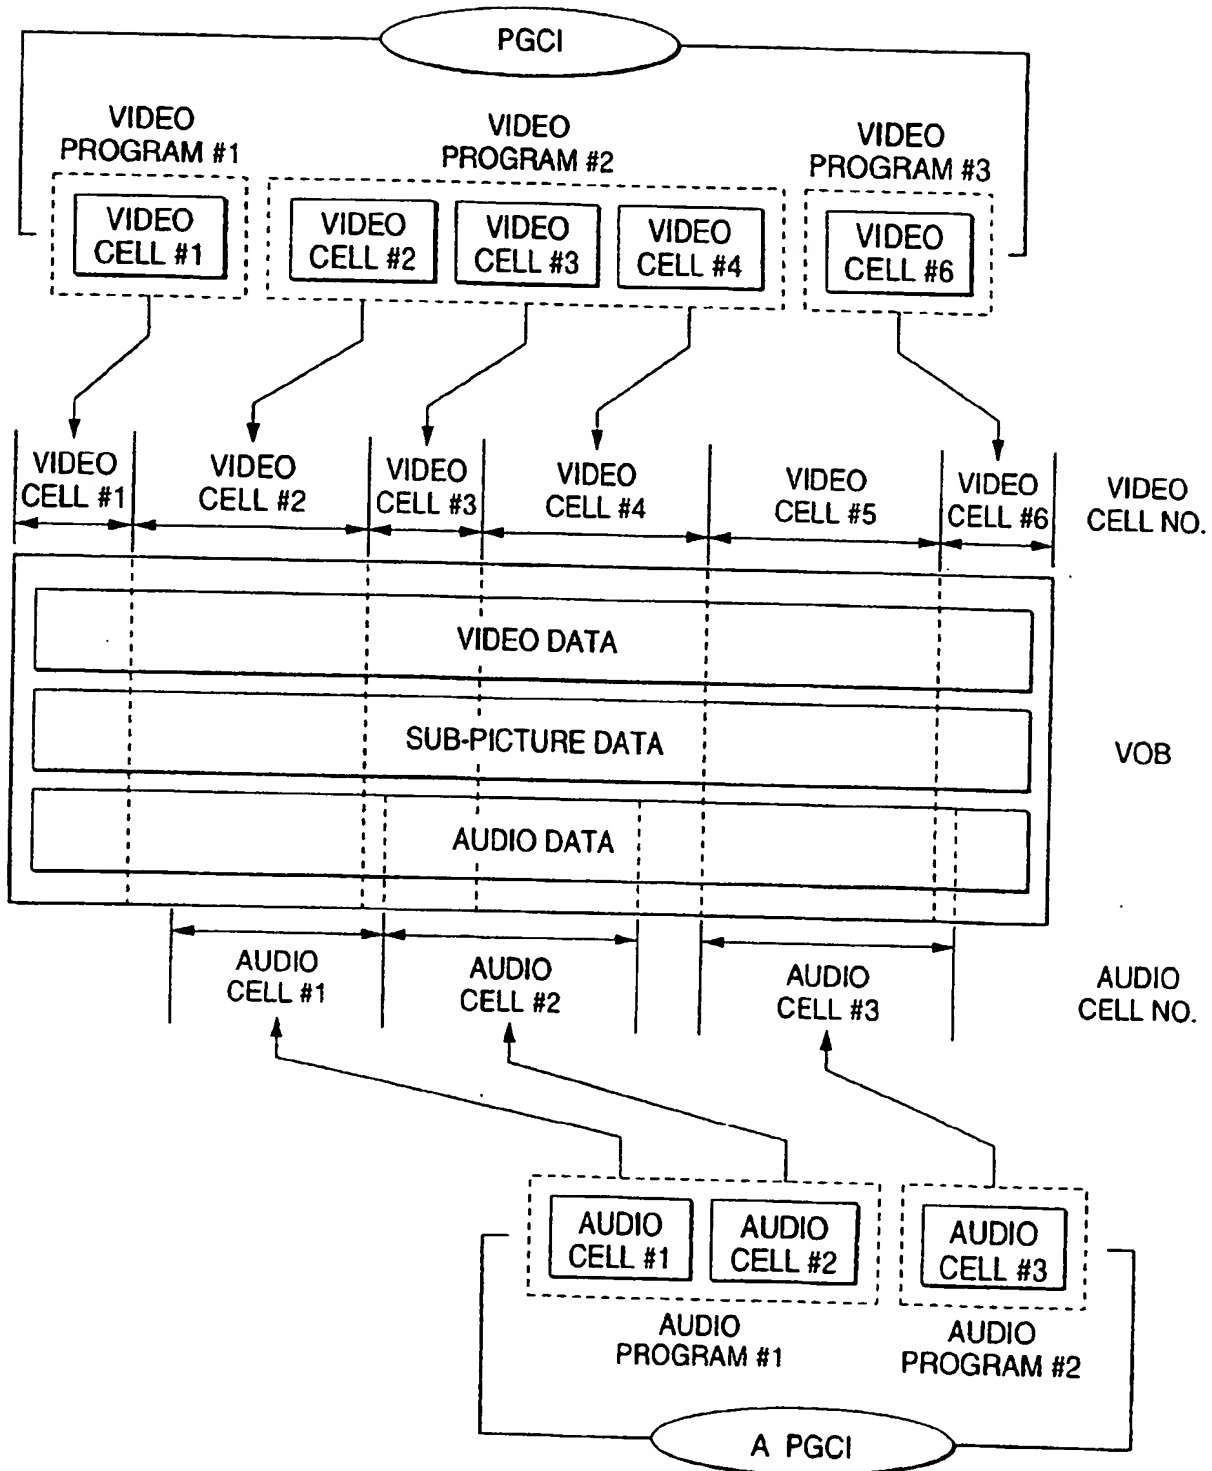 PGCI
VIDEO
PROGRAM #1
VIDEO
PROGRAM #2
VIDEO
PROGRAM #3
VIDEO
CELL #1
VIDEO
CELL #2
VIDEO
CELL #3
VIDEO
CELL #4
VIDEO
CELL #6
VIDEO
CELL #1
VIDEO
CELL #2
VIDEO
CELL #3
VIDEO
CELL #4
VIDEO
CELL #5
VIDEO
CELL #6
VIDEO
CELL NO.
VIDEO DATA
SUB-PICTURE DATA
VOB
AUDIO DATA
AUDIO
CELL #1
AUDIO
CELL #2
AUDIO
CELL #3
AUDIO
CELL NO.
AUDIO
CELL #1
AUDIO
CELL #2
AUDIO
CELL #3
AUDIO
PROGRAM #1
AUDIO
PROGRAM #2
A PGCI